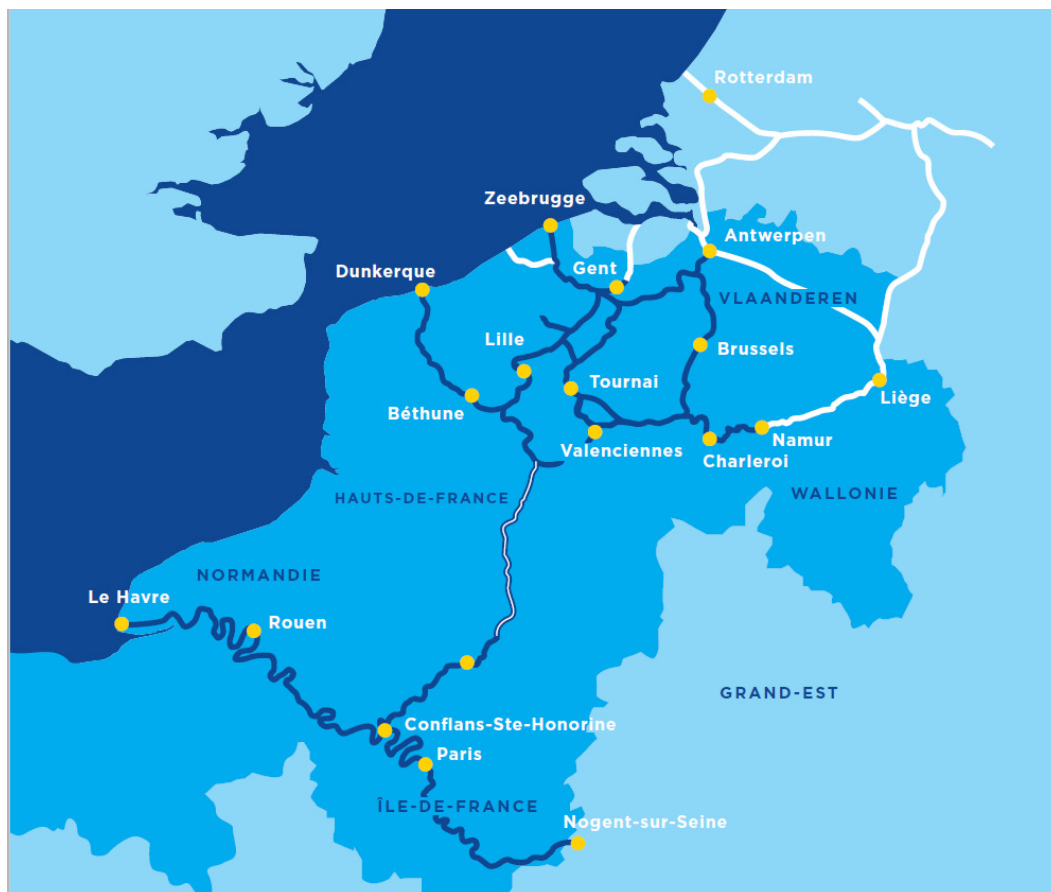 Rotterdam
Zeebrugge
Antwerpen
Dunkerque
Gent
VLAANDEREN
Lille
Brussels
Tournai
Liège
Béthune
Namur
Valenciennes
Charleroi
HAUTS-DE-FRANCE
WALLONIE
NORMANDIE
Le Havre
Rouen
GRAND-EST
Conflans-Ste-Honorine
Paris
ÎLE-DE-FRANCE
Nogent-sur-Seine